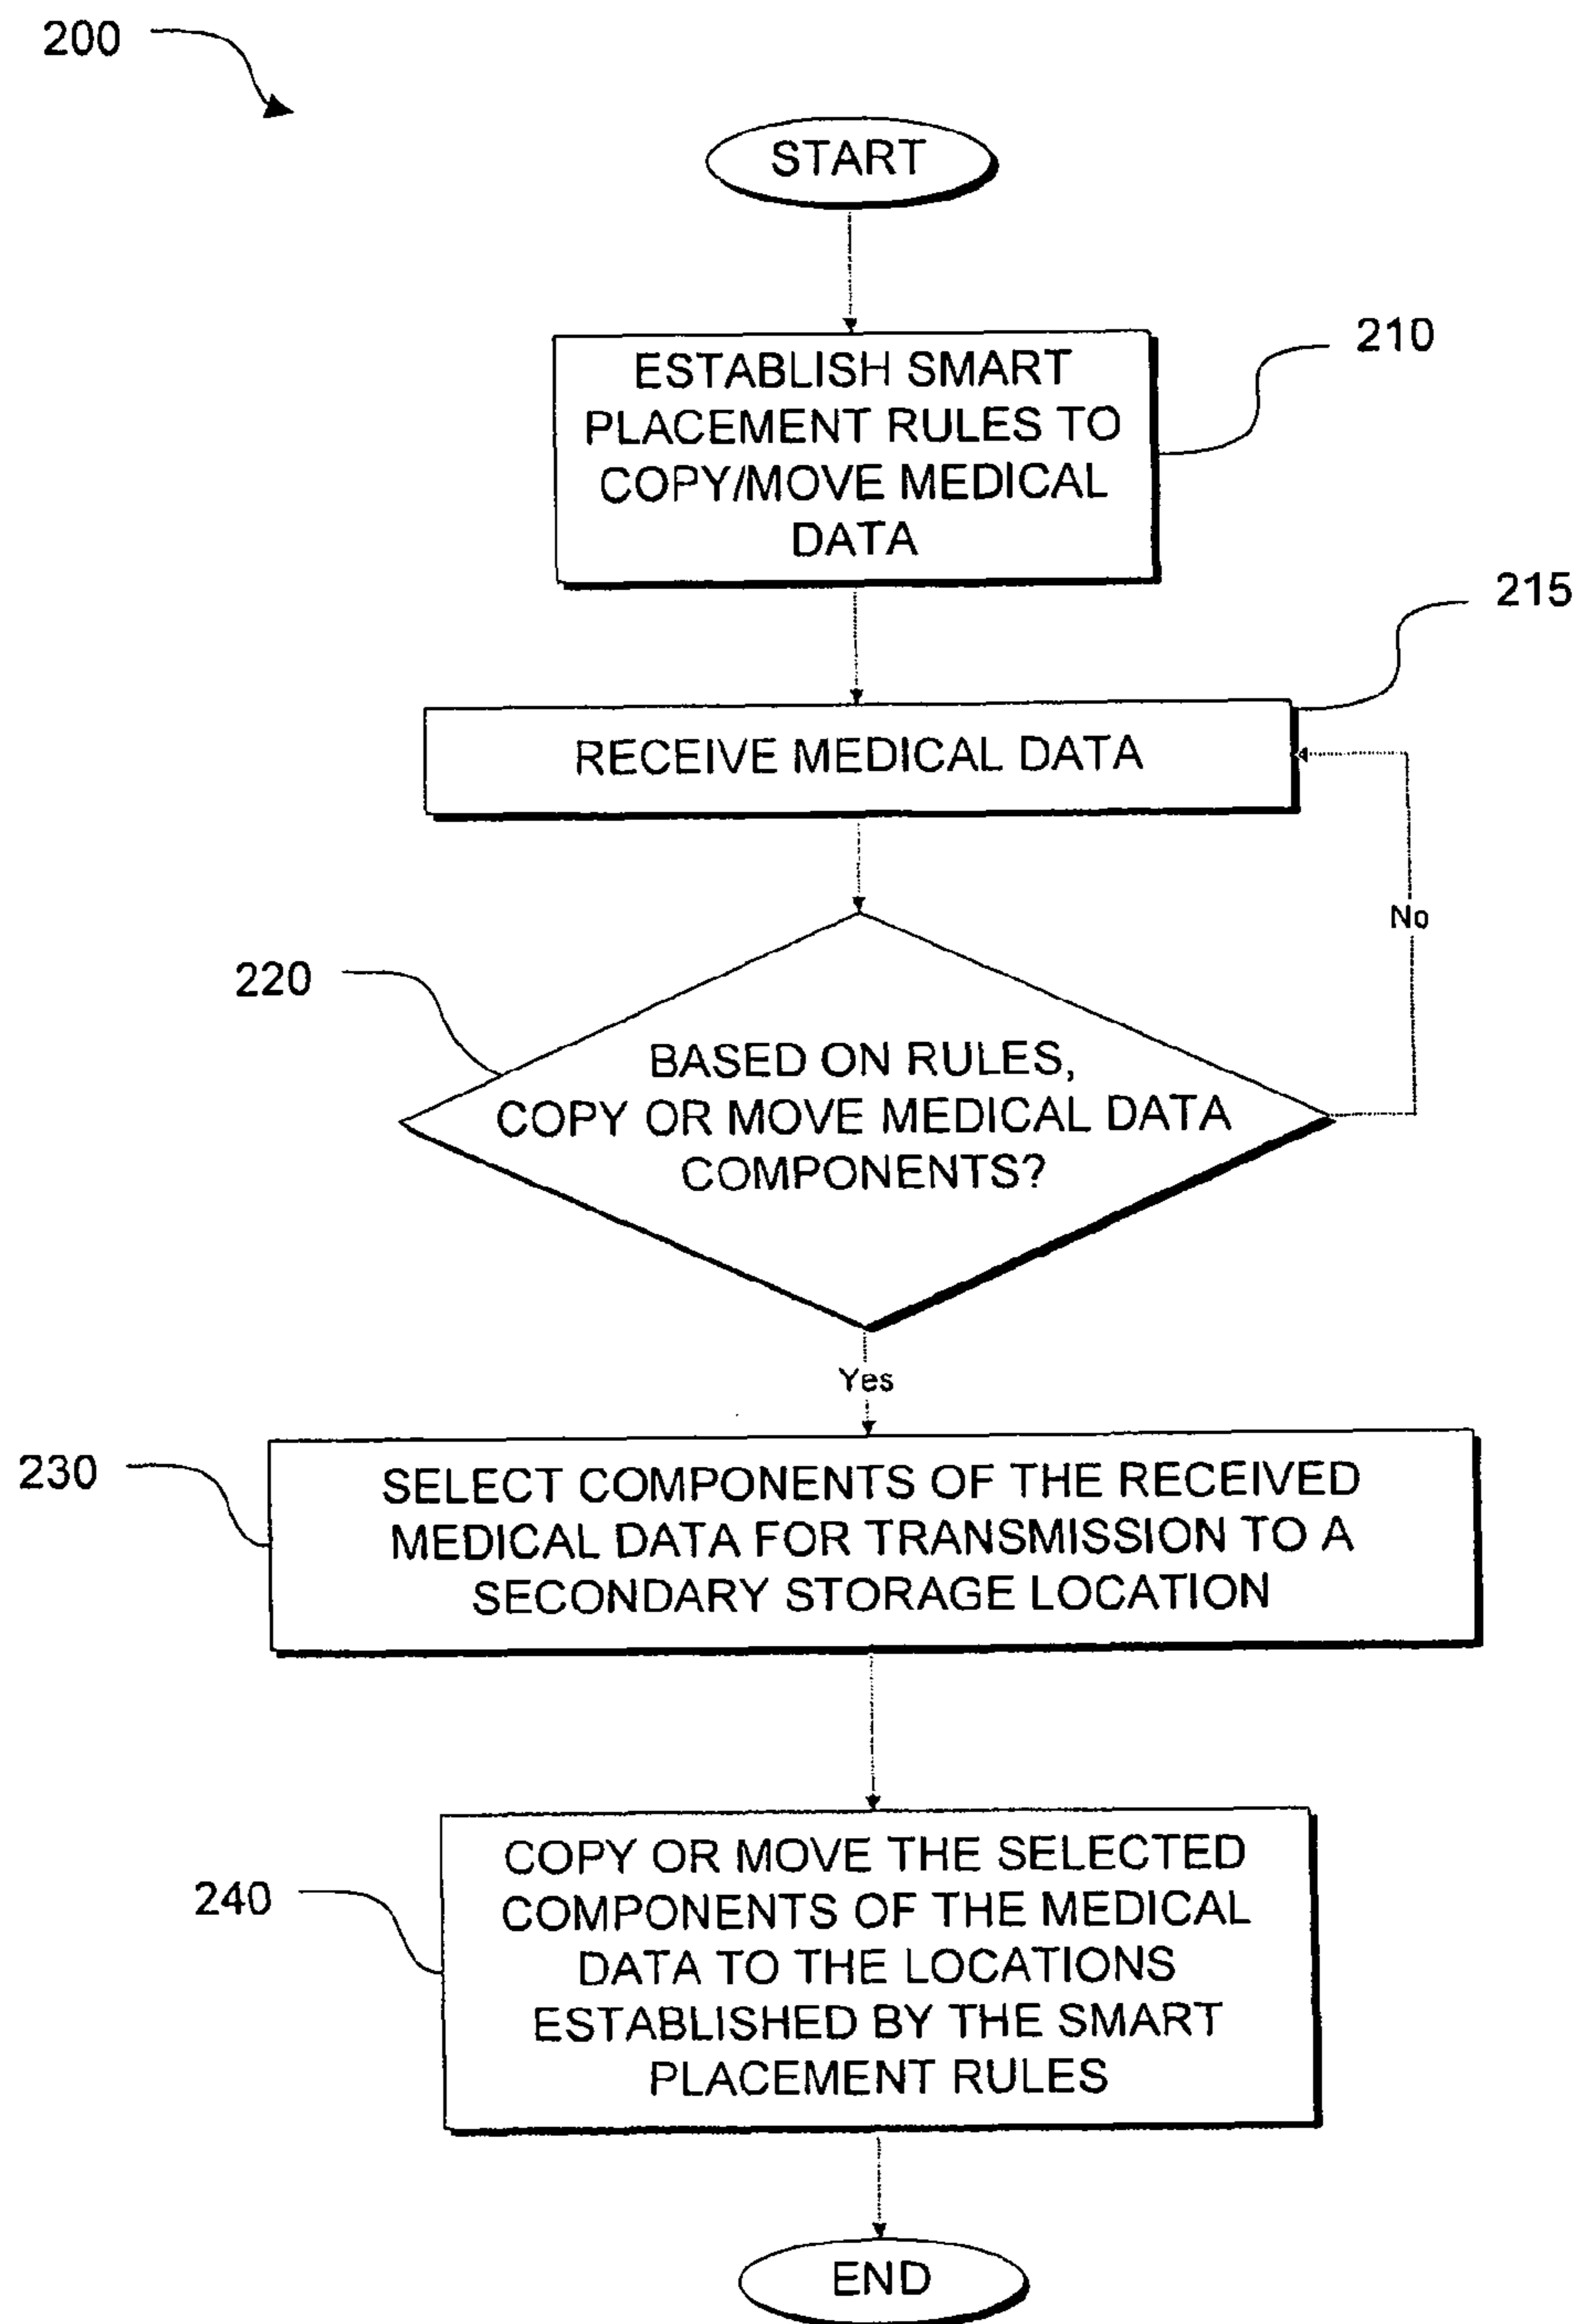 200
START
210
ESTABLISH SMART
PLACEMENT RULES TO
COPY/MOVE MEDICAL
DATA
215
RECEIVE MEDICAL DATA
No
220
BASED ON RULES,
COPY OR MOVE MEDICAL DATA
COMPONENTS?
Yes
230
SELECT COMPONENTS OF THE RECEIVED
MEDICAL DATA FOR TRANSMISSION TO A
SECONDARY STORAGE LOCATION
240
COPY OR MOVE THE SELECTED
COMPONENTS OF THE MEDICAL
DATA TO THE LOCATIONS
ESTABLISHED BY THE SMART
PLACEMENT RULES
END